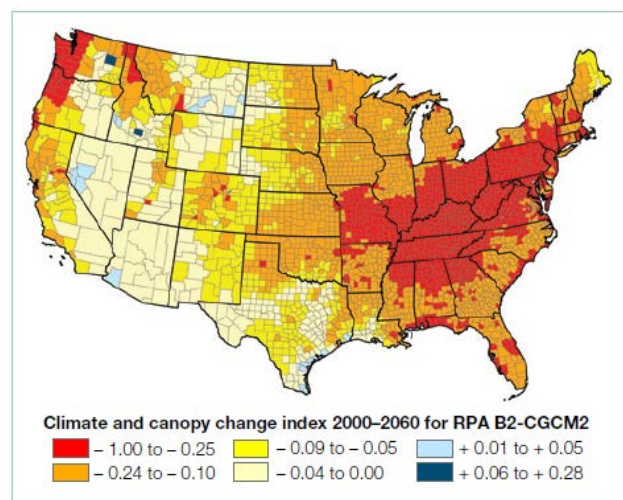 Climate and canopy change index 2000–2060 for RPA B2-CGCM2
– 1.00 to – 0.25
– 0.09 to – 0.05
+ 0.01 to + 0.05
– 0.24 to – 0.10
– 0.04 to 0.00
+ 0.06 to + 0.28